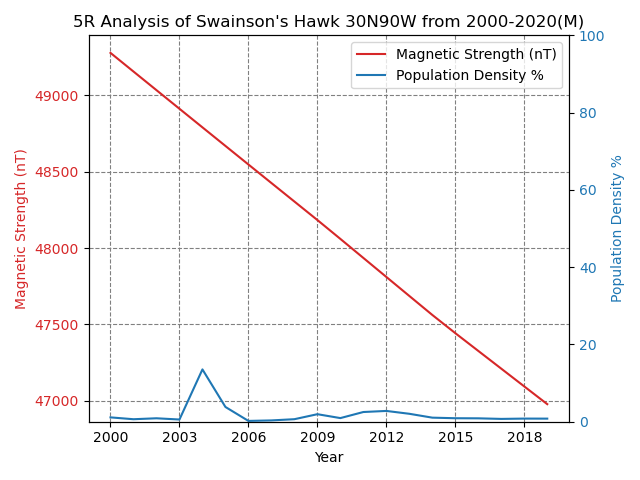 5R Analysis of Swainson's Hawk 30N90W from 2000-2020(M)
Magnetic Strength (nT)
Population Density %
49000
48500
48000
47500
47000
Magnetic Strength (nT)
100
80
60
40
20
0
Population Density %
2000 2003 2006 2009 2012 2015 2018
Year